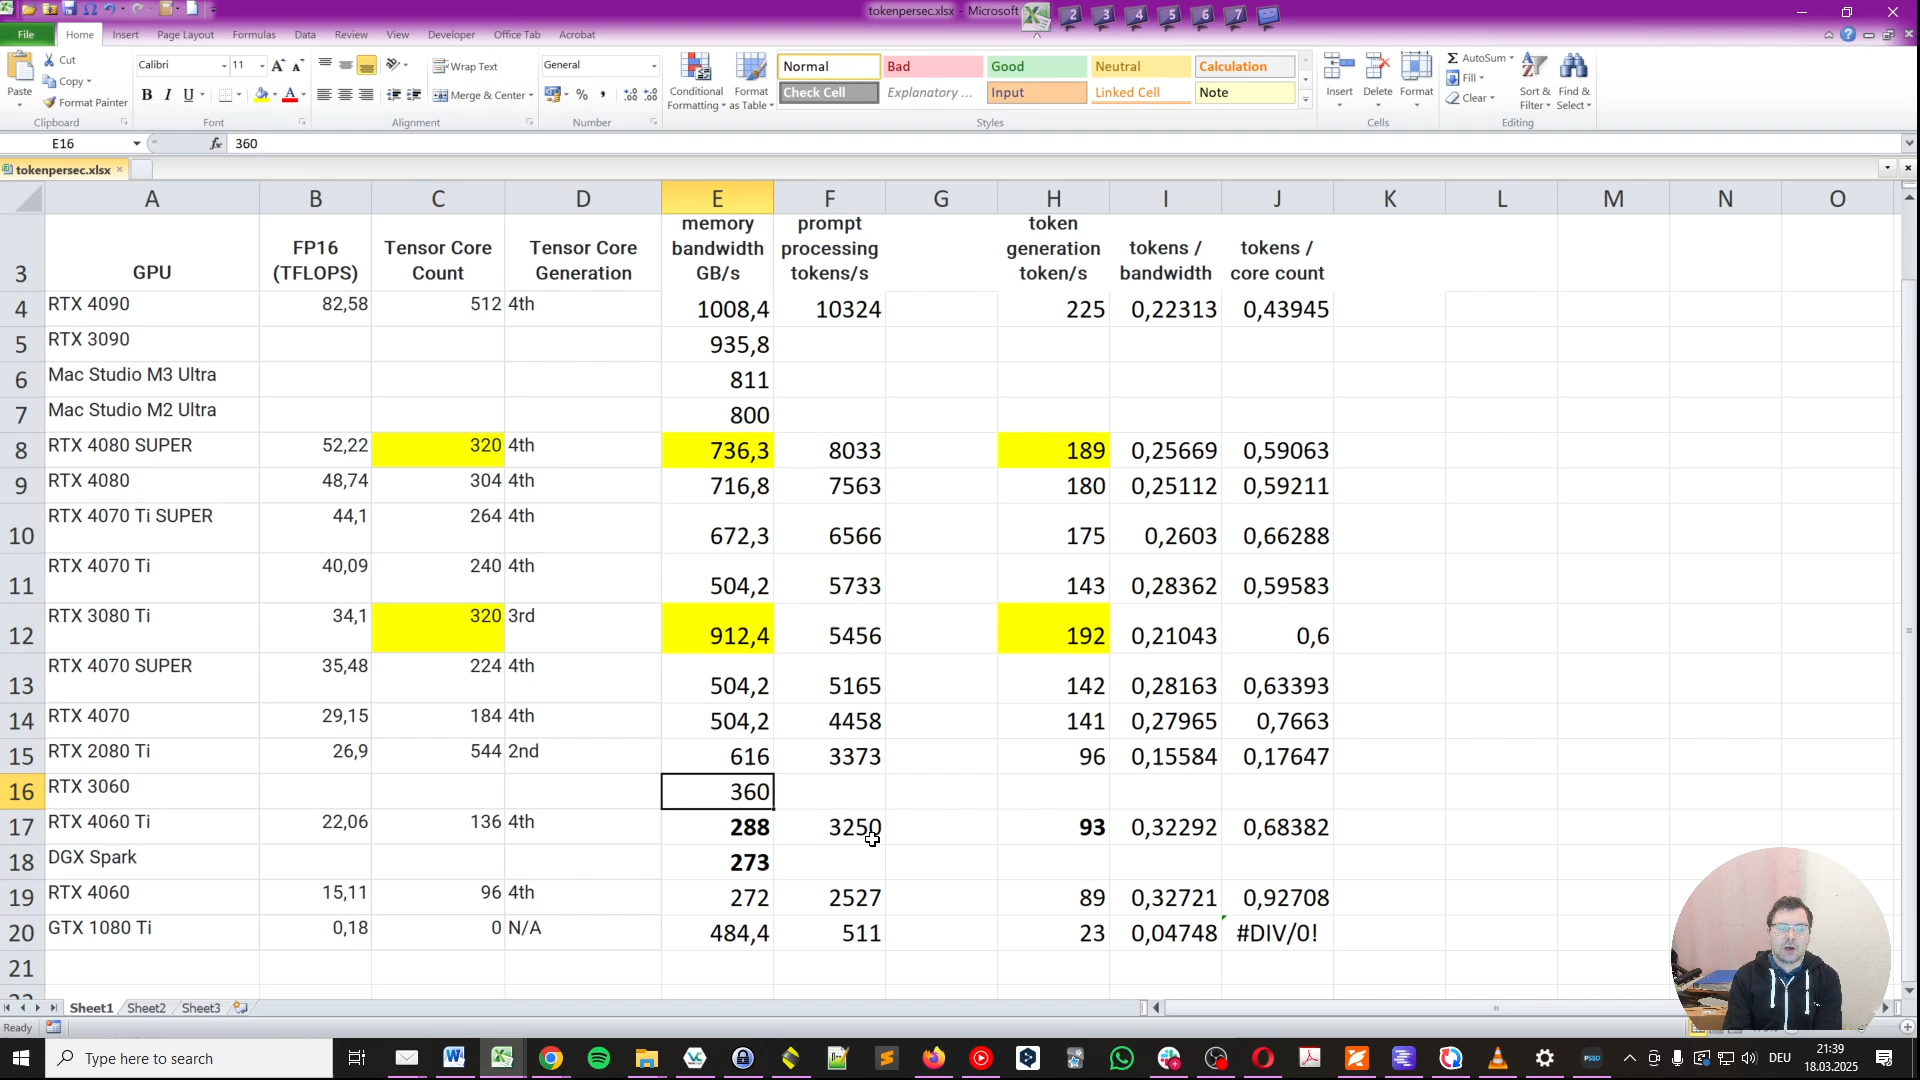 tokenpersec.xlsx - Microsoft
2 3 4 5 6 7
File Home Insert Page Layout Formulas Data Review View Developer Office Tab Acrobat
Paste Cut Copy Format Painter
Calibri 11 B I U
Wrap Text Merge & Center
General % ,
Conditional Formatting Format as Table
Normal Bad Good Neutral Calculation
Check Cell Explanatory ... Input Linked Cell Note
Insert Delete Format
AutoSum Fill Clear Sort & Filter Find & Select
Clipboard Font Alignment Number Styles Cells Editing
E16 fx 360
tokenpersec.xlsx
A B C D E F G H I J K L M N O
3 GPU FP16 (TFLOPS) Tensor Core Count Tensor Core Generation memory bandwidth GB/s prompt processing tokens/s token generation token/s tokens / bandwidth tokens / core count
4 RTX 4090 82,58 512 4th 1008,4 10324 225 0,22313 0,43945
5 RTX 3090 935,8
6 Mac Studio M3 Ultra 811
7 Mac Studio M2 Ultra 800
8 RTX 4080 SUPER 52,22 320 4th 736,3 8033 189 0,25669 0,59063
9 RTX 4080 48,74 304 4th 716,8 7563 180 0,25112 0,59211
10 RTX 4070 Ti SUPER 44,1 264 4th 672,3 6566 175 0,2603 0,66288
11 RTX 4070 Ti 40,09 240 4th 504,2 5733 143 0,28362 0,59583
12 RTX 3080 Ti 34,1 320 3rd 912,4 5456 192 0,21043 0,6
13 RTX 4070 SUPER 35,48 224 4th 504,2 5165 142 0,28163 0,63393
14 RTX 4070 29,15 184 4th 504,2 4458 141 0,27965 0,7663
15 RTX 2080 Ti 26,9 544 2nd 616 3373 96 0,15584 0,17647
16 RTX 3060 360
17 RTX 4060 Ti 22,06 136 4th 288 3250 93 0,32292 0,68382
18 DGX Spark 273
19 RTX 4060 15,11 96 4th 272 2527 89 0,32721 0,92708
20 GTX 1080 Ti 0,18 0 N/A 484,4 511 23 0,04748 #DIV/0!
21
Sheet1 Sheet2 Sheet3
Ready
Type here to search
DEU
21:39
18.03.2025